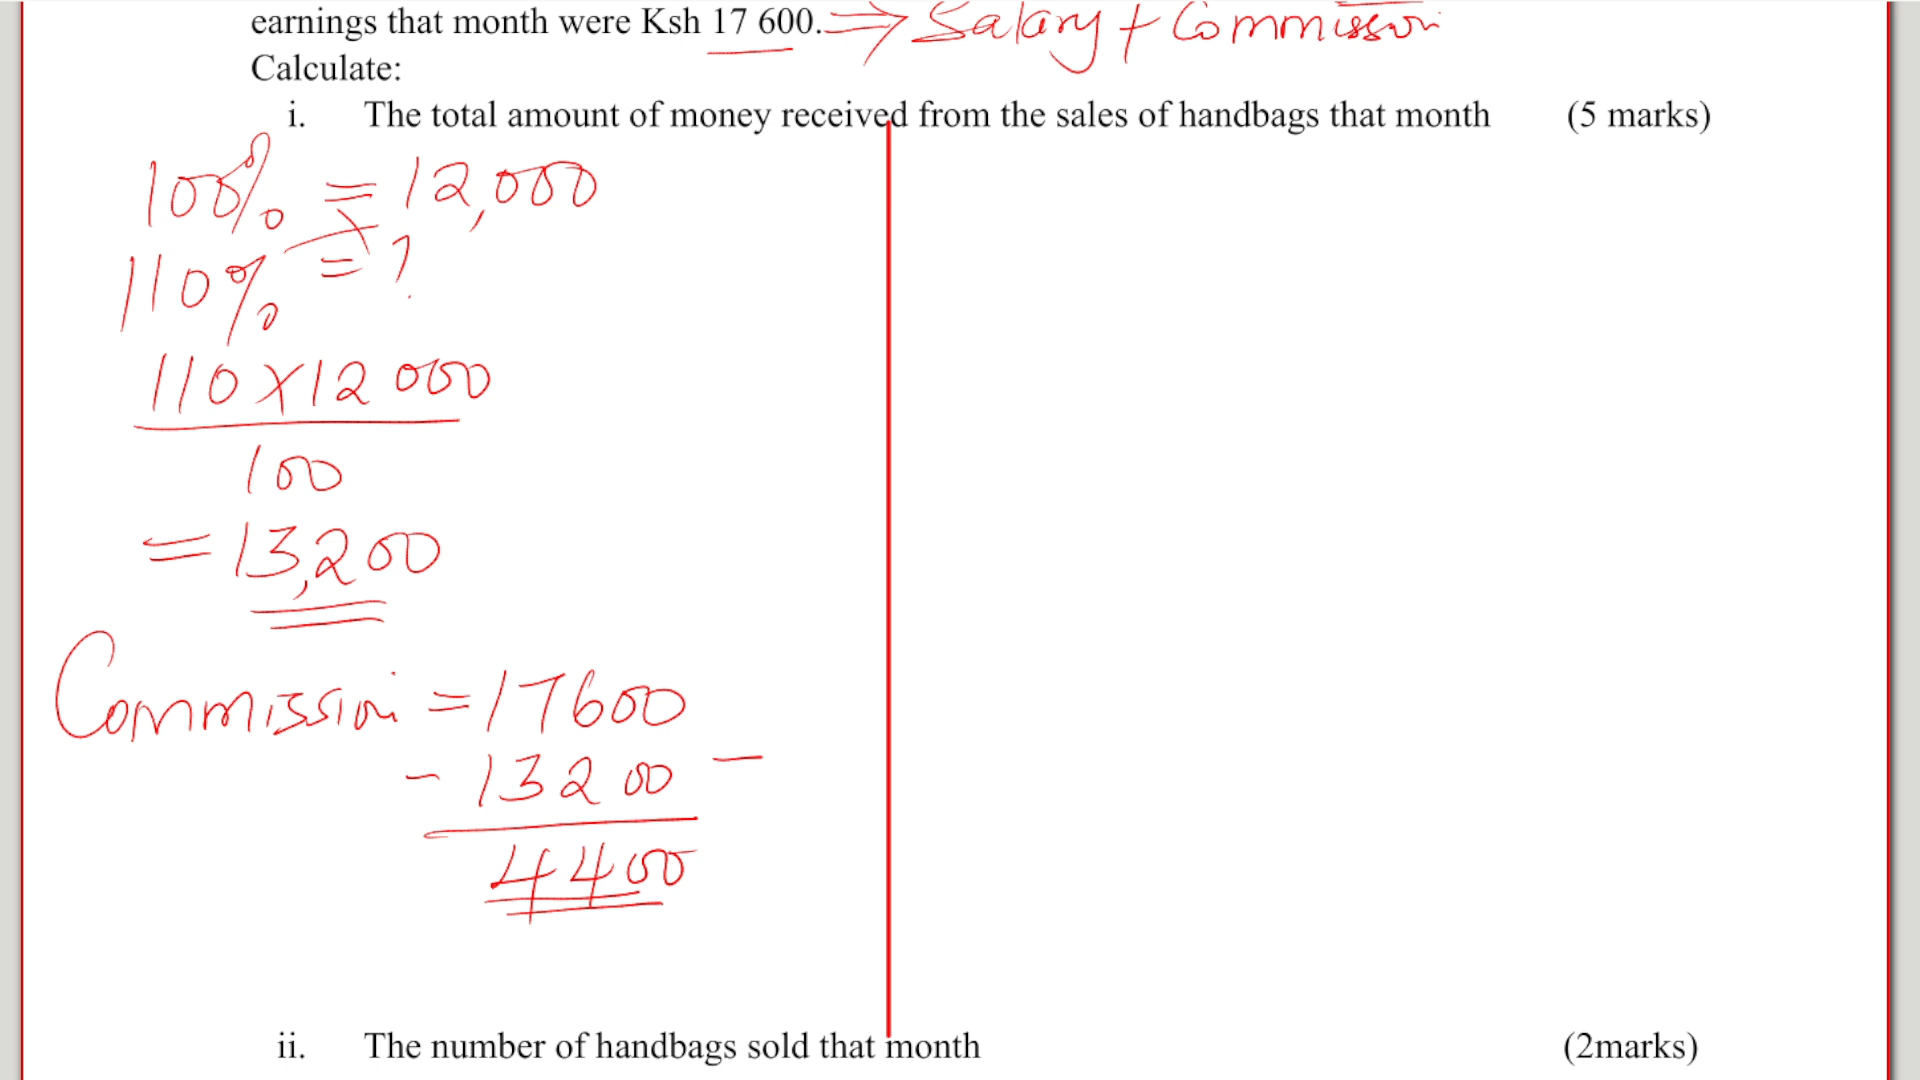 earnings that month were Ksh 17 600. ⇒ Salary + Commission
Calculate:
i. The total amount of money received from the sales of handbags that month (5 marks)
100% = 12,000
110% = ?
110 x 12 000
100
= 13,200
Commission = 17600
- 13200 -
4400
ii. The number of handbags sold that month (2marks)